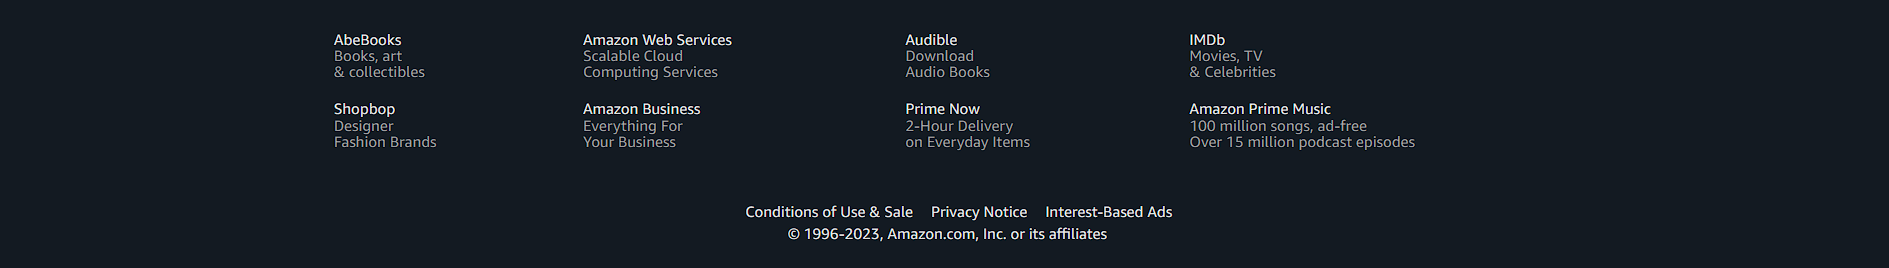 AbeBooks
Books, art
& collectibles
Amazon Web Services
Scalable Cloud
Computing Services
Audible
Download
Audio Books
IMDb
Movies, TV
& Celebrities
Shopbop
Designer
Fashion Brands
Amazon Business
Everything For
Your Business
Prime Now
2-Hour Delivery
on Everyday Items
Amazon Prime Music
100 million songs, ad-free
Over 15 million podcast episodes
Conditions of Use & Sale Privacy Notice Interest-Based Ads
© 1996-2023, Amazon.com, Inc. or its affiliates